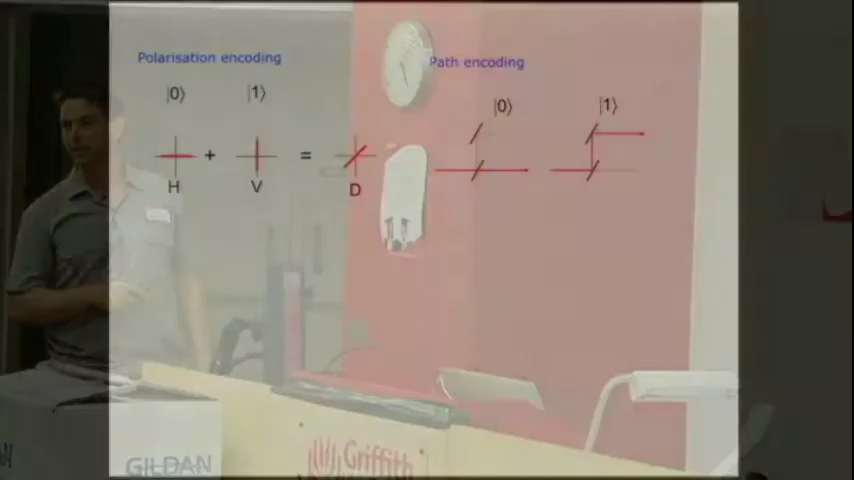 Polarisation encoding
Path encoding
|0⟩ |1⟩
|0⟩ |1⟩
+ =
H V D
GILDAN
Griffith